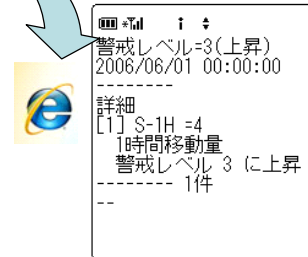 警戒レベル=3(上昇)
2006/06/01 00:00:00
--------
詳細
[1] S-1H =4
1時間移動量
警戒レベル 3 に上昇
-------- 1件
--